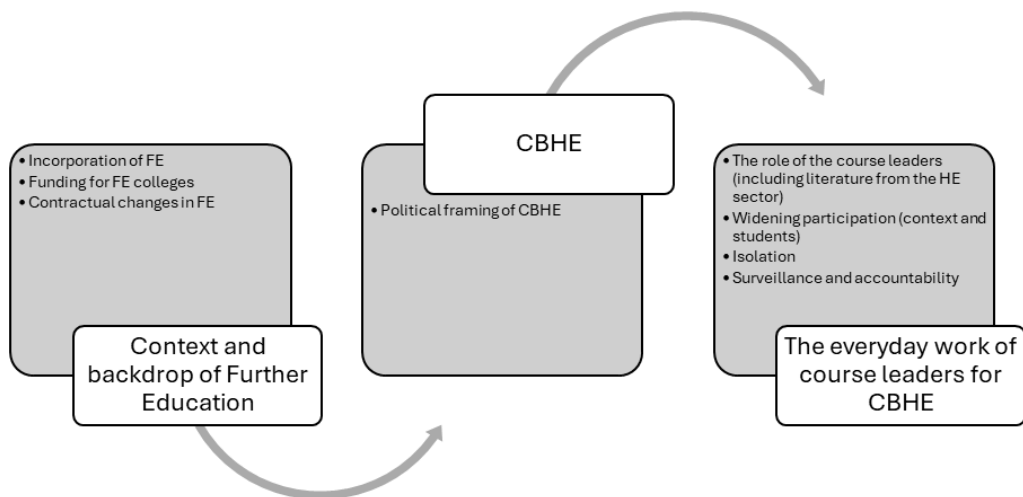 • Incorporation of FE
• Funding for FE colleges
• Contractual changes in FE
Context and
backdrop of Further
Education
CBHE
• Political framing of CBHE
• The role of the course leaders
(including literature from the HE
sector)
• Widening participation (context and
students)
• Isolation
• Surveillance and accountability
The everyday work of
course leaders for
CBHE